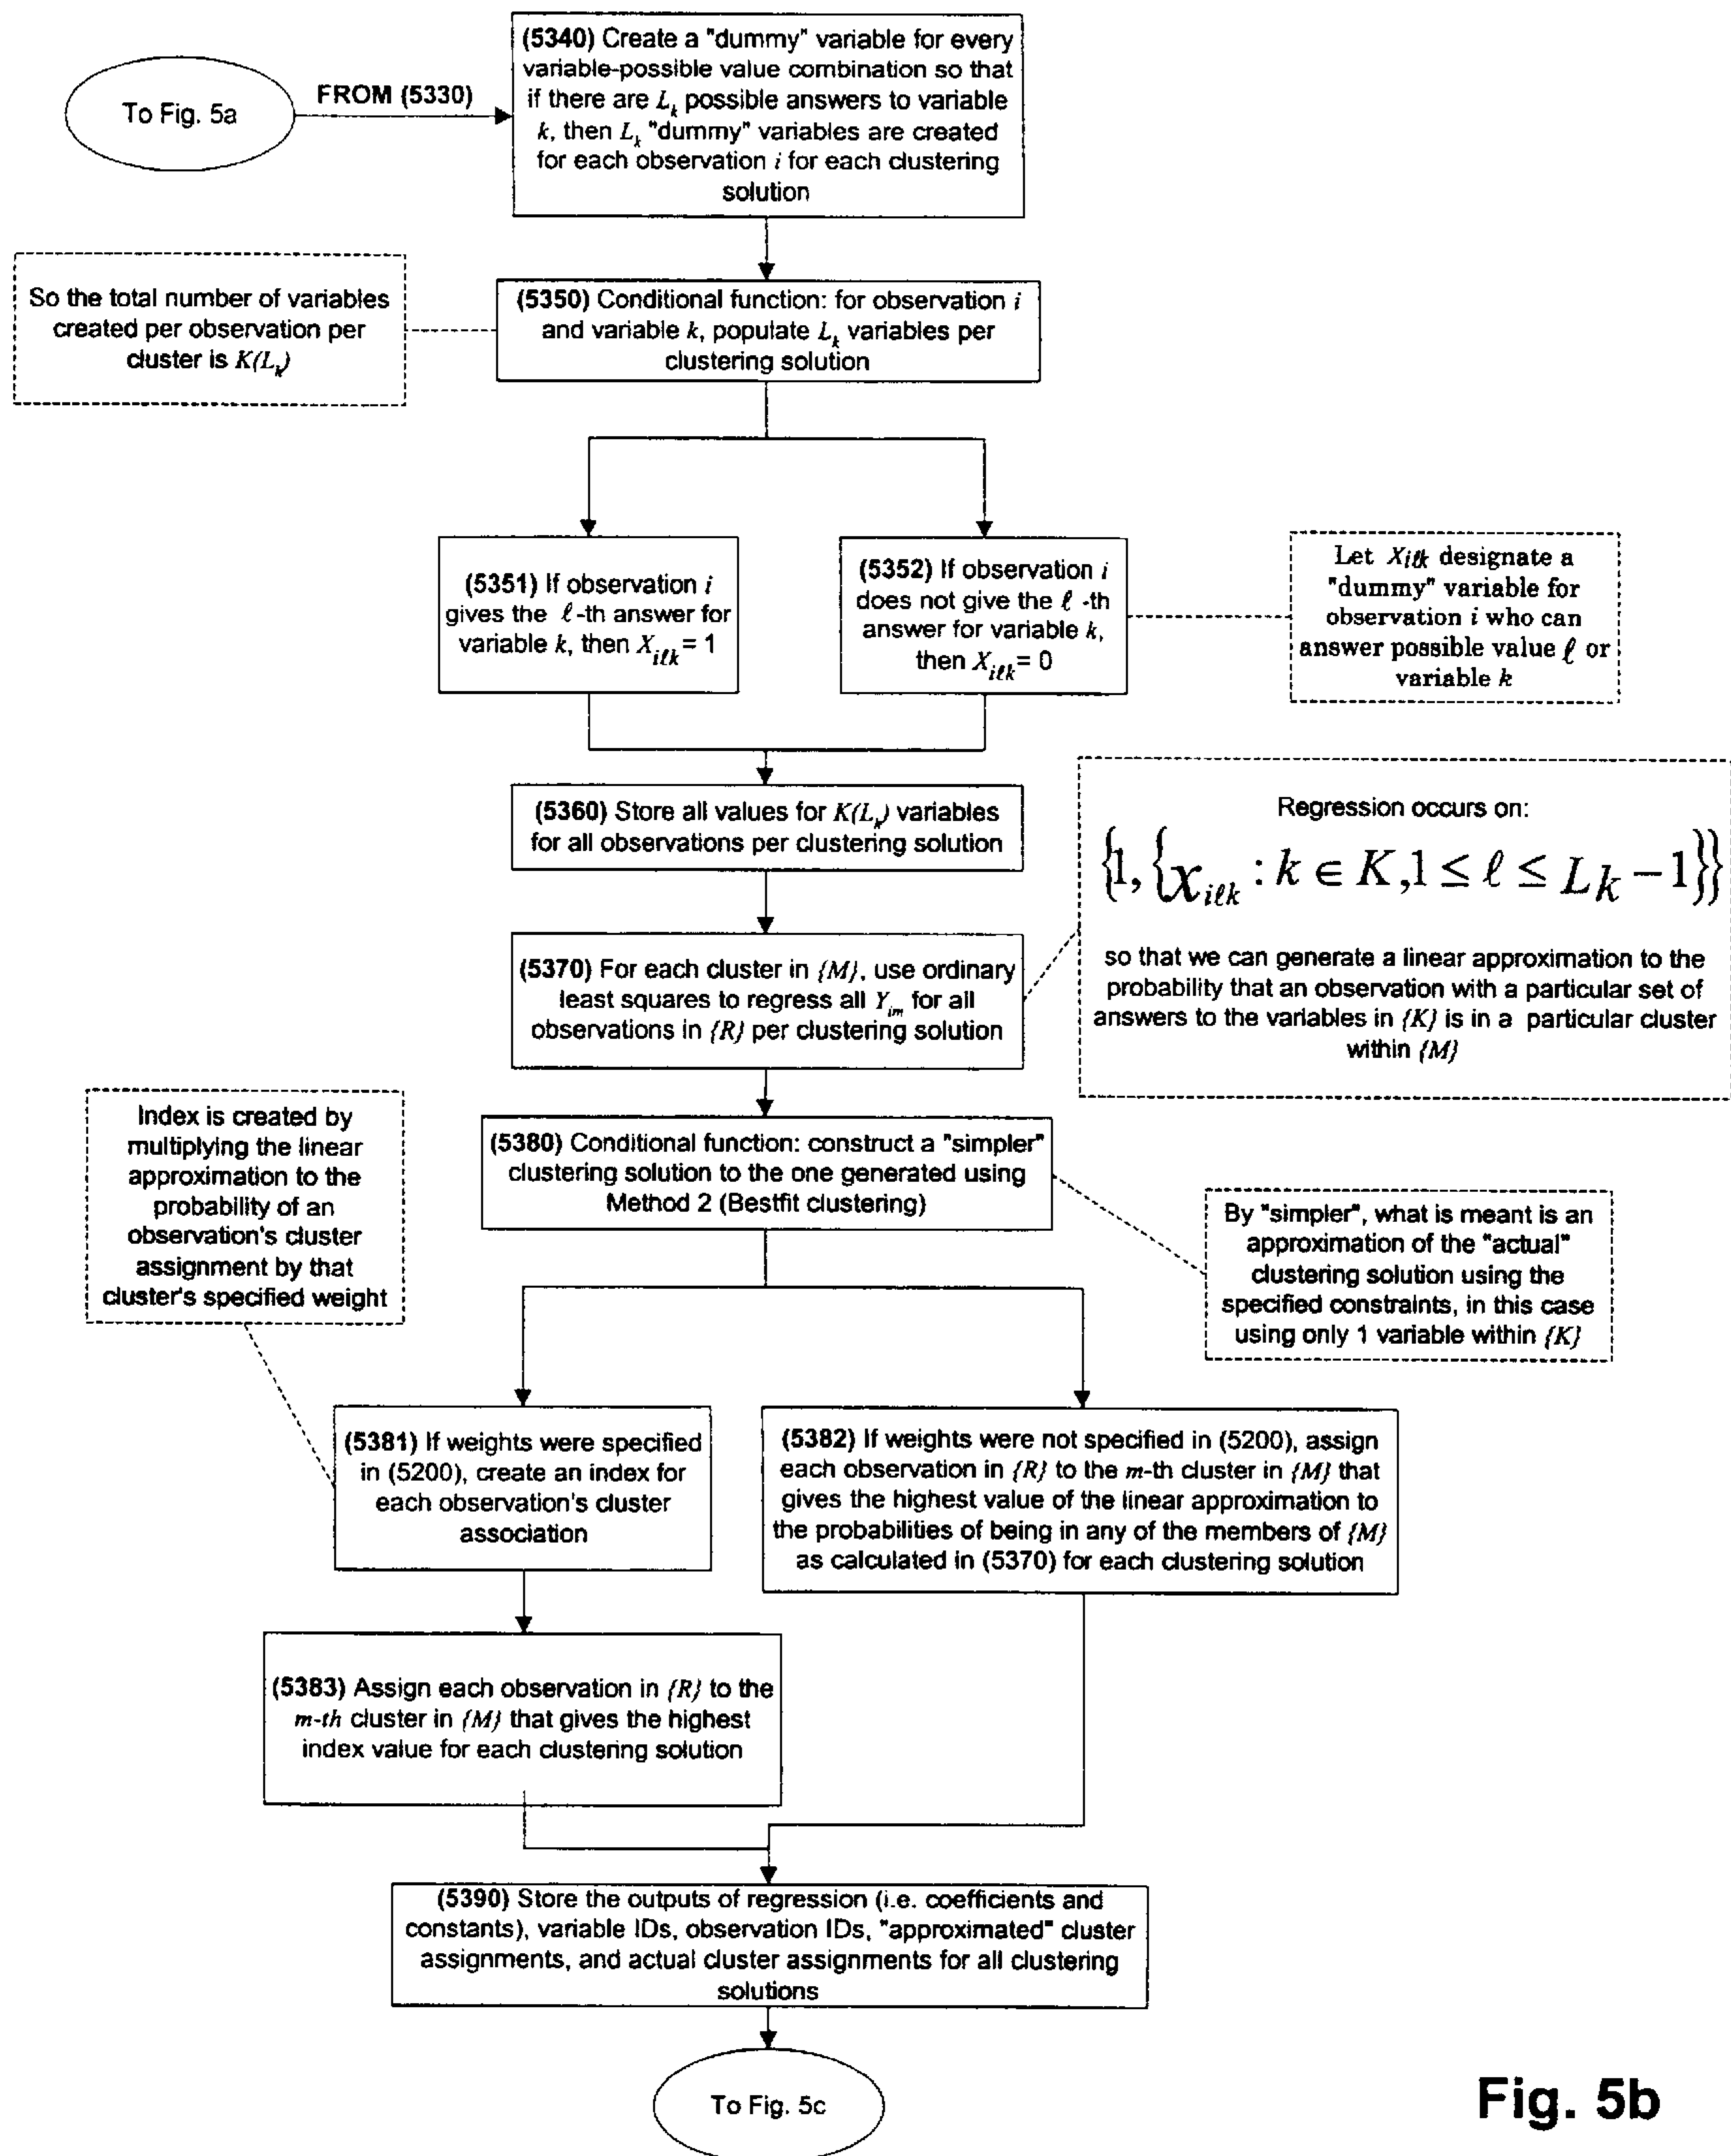 To Fig. 5a
FROM (5330)
(5340) Create a "dummy" variable for every
variable-possible value combination so that
if there are Lₖ possible answers to variable
k, then Lₖ "dummy" variables are created
for each observation i for each clustering
solution
So the total number of variables
created per observation per
cluster is K(Lₖ)
(5350) Conditional function: for observation i
and variable k, populate Lₖ variables per
clustering solution
(5351) If observation i
gives the ℓ-th answer for
variable k, then X_{iℓk} = 1
(5352) If observation i
does not give the ℓ -th
answer for variable k,
then X_{iℓk} = 0
Let X_{iℓk} designate a
"dummy" variable for
observation i who can
answer possible value ℓ or
variable k
(5360) Store all values for K(Lₖ) variables
for all observations per clustering solution
Regression occurs on:
{1, {x_{iℓk} : k ∈ K, 1 ≤ ℓ ≤ L_k − 1}}
so that we can generate a linear approximation to the
probability that an observation with a particular set of
answers to the variables in {K} is in a particular cluster
within {M}
(5370) For each cluster in {M}, use ordinary
least squares to regress all Y_{im} for all
observations in {R} per clustering solution
Index is created by
multiplying the linear
approximation to the
probability of an
observation's cluster
assignment by that
cluster's specified weight
(5380) Conditional function: construct a "simpler"
clustering solution to the one generated using
Method 2 (Bestfit clustering)
By "simpler", what is meant is an
approximation of the "actual"
clustering solution using the
specified constraints, in this case
using only 1 variable within {K}
(5381) If weights were specified
in (5200), create an index for
each observation's cluster
association
(5382) If weights were not specified in (5200), assign
each observation in {R} to the m-th cluster in {M} that
gives the highest value of the linear approximation to
the probabilities of being in any of the members of {M}
as calculated in (5370) for each clustering solution
(5383) Assign each observation in {R} to the
m-th cluster in {M} that gives the highest
index value for each clustering solution
(5390) Store the outputs of regression (i.e. coefficients and
constants), variable IDs, observation IDs, "approximated" cluster
assignments, and actual cluster assignments for all clustering
solutions
To Fig. 5c
Fig. 5b